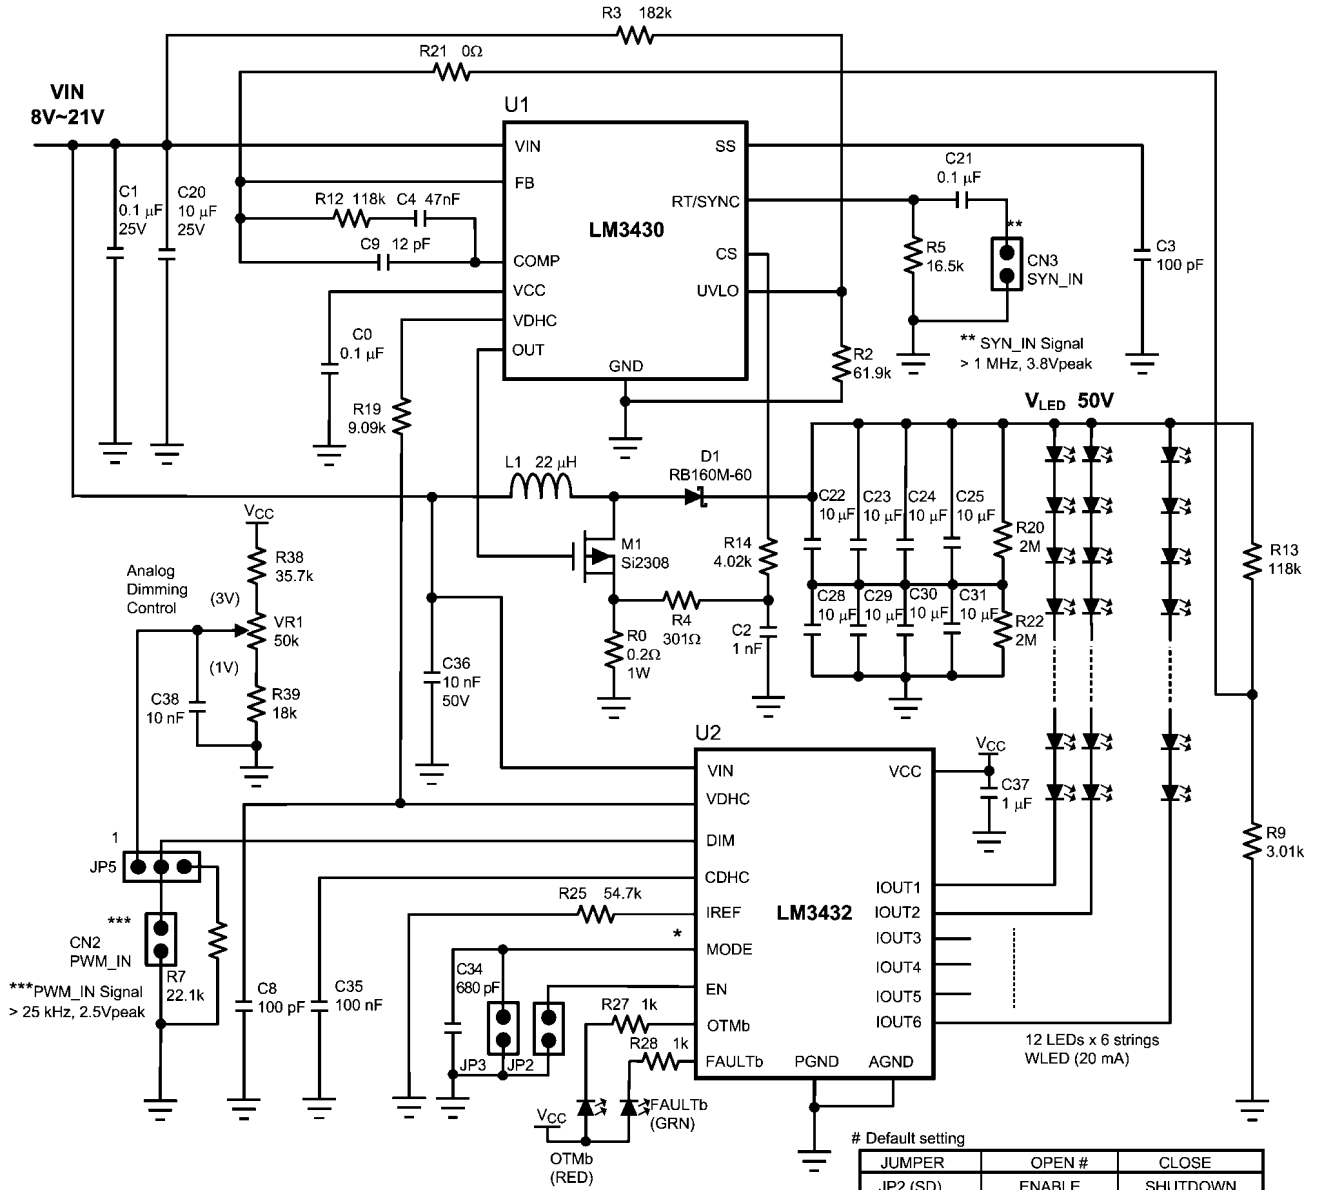 R3 182k
R21 0Ω
VIN
8V~21V
U1
VIN
FB
COMP
VCC
VDHC
OUT
LM3430
GND
SS
RT/SYNC
CS
UVLO
C1
0.1 µF
25V
C20
10 µF
25V
R12 118k C4 47nF
C9 12 pF
C0
0.1 µF
R19
9.09k
C21
0.1 µF
R5
16.5k
**
CN3
SYN_IN
C3
100 pF
** SYN_IN Signal
> 1 MHz, 3.8Vpeak
R2
61.9k
VLED 50V
L1 22 µH
D1
RB160M-60
M1
Si2308
R14
4.02k
R4
301Ω
R0
0.2Ω
1W
C2
1 nF
C22
10 µF
C23
10 µF
C24
10 µF
C25
10 µF
R20
2M
C28
10 µF
C29
10 µF
C30
10 µF
C31
10 µF
R22
2M
R13
118k
R9
3.01k
VCC
R38
35.7k
Analog
Dimming
Control
(3V)
VR1
50k
(1V)
C38
10 nF
R39
18k
C36
10 nF
50V
U2
VIN
VDHC
DIM
CDHC
IREF
MODE
EN
OTMb
FAULTb
LM3432
VCC
IOUT1
IOUT2
IOUT3
IOUT4
IOUT5
IOUT6
PGND AGND
VCC
C37
1 µF
1
JP5
***
CN2
PWM_IN
R7
22.1k
***PWM_IN Signal
> 25 kHz, 2.5Vpeak
C8
100 pF
C35
100 nF
R25 54.7k
*
C34
680 pF
JP3
JP2
R27 1k
R28 1k
VCC
FAULTb
(GRN)
OTMb
(RED)
12 LEDs x 6 strings
WLED (20 mA)
# Default setting
JUMPER OPEN # CLOSE
JP2 (SD) ENABLE SHUTDOWN